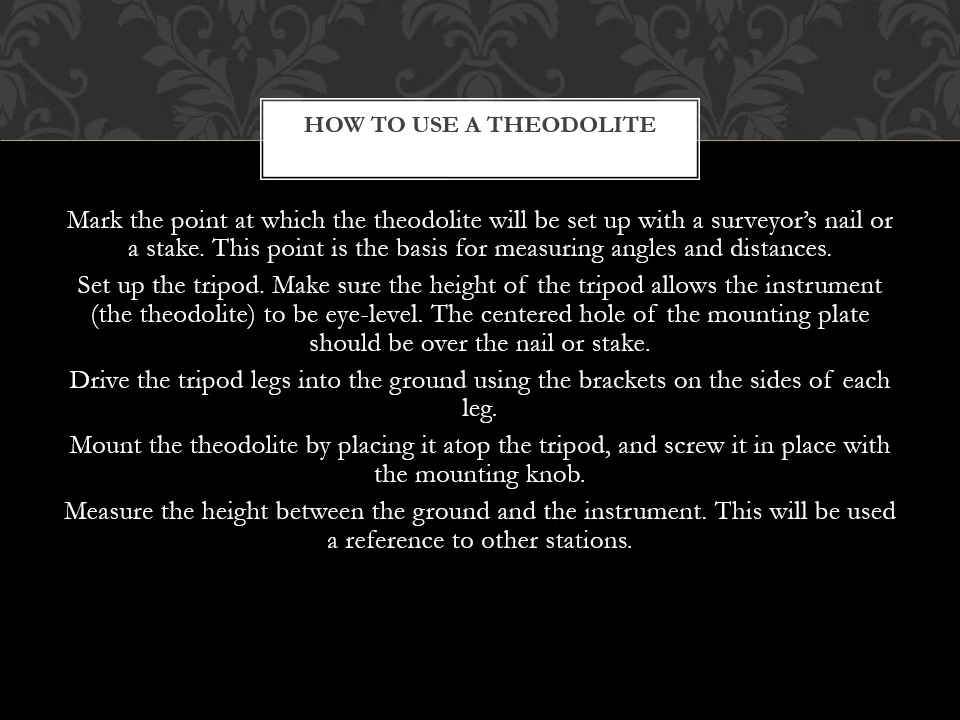 HOW TO USE A THEODOLITE
Mark the point at which the theodolite will be set up with a surveyor’s nail or
a stake. This point is the basis for measuring angles and distances.
Set up the tripod. Make sure the height of the tripod allows the instrument
(the theodolite) to be eye-level. The centered hole of the mounting plate
should be over the nail or stake.
Drive the tripod legs into the ground using the brackets on the sides of each
leg.
Mount the theodolite by placing it atop the tripod, and screw it in place with
the mounting knob.
Measure the height between the ground and the instrument. This will be used
a reference to other stations.